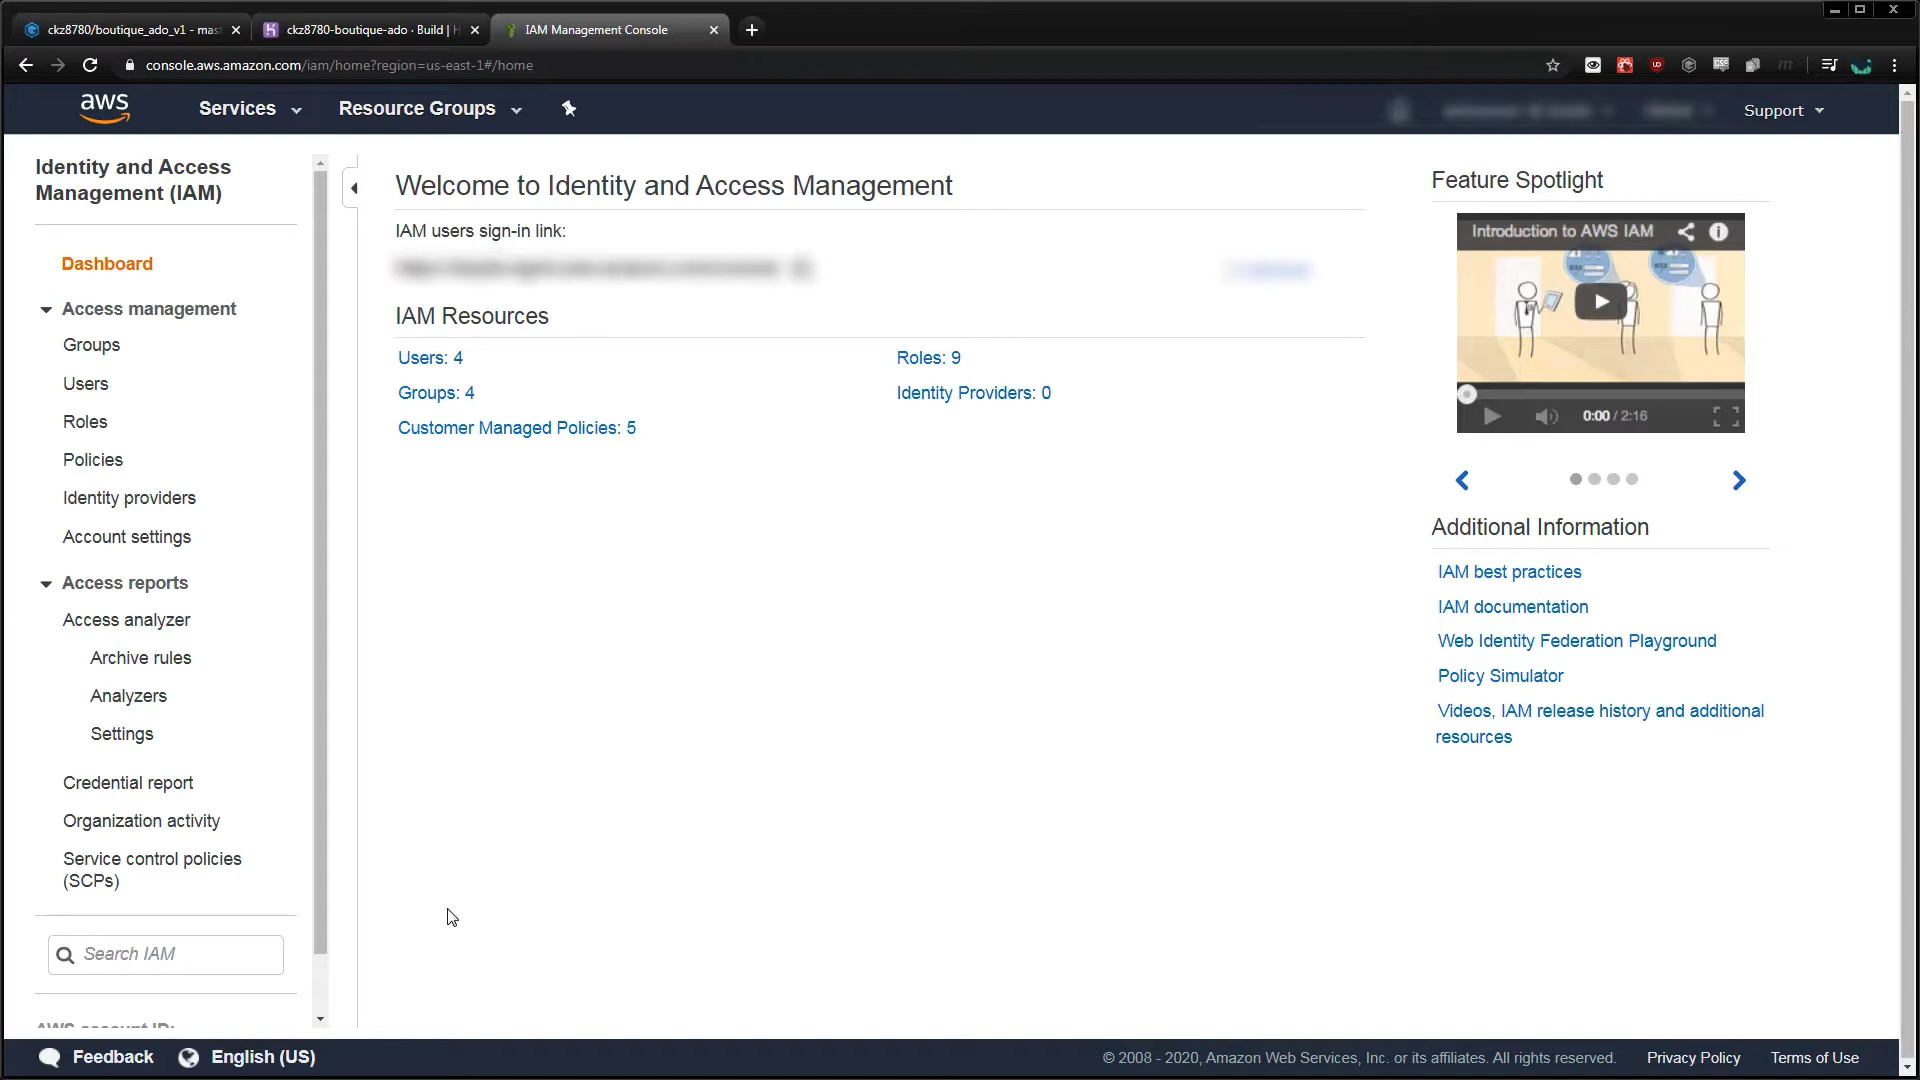 ckz8780/boutique_ado_v1 - mas
ckz8780-boutique-ado · Build | H
IAM Management Console
console.aws.amazon.com/iam/home?region=us-east-1#/home
aws
Services
Resource Groups
Support
Identity and Access
Management (IAM)
Dashboard
Access management
Groups
Users
Roles
Policies
Identity providers
Account settings
Access reports
Access analyzer
Archive rules
Analyzers
Settings
Credential report
Organization activity
Service control policies
(SCPs)
Search IAM
AWS account ID:
Welcome to Identity and Access Management
IAM users sign-in link:
IAM Resources
Users: 4
Roles: 9
Groups: 4
Identity Providers: 0
Customer Managed Policies: 5
Feature Spotlight
Introduction to AWS IAM
0:00 / 2:16
Additional Information
IAM best practices
IAM documentation
Web Identity Federation Playground
Policy Simulator
Videos, IAM release history and additional
resources
Feedback
English (US)
© 2008 - 2020, Amazon Web Services, Inc. or its affiliates. All rights reserved.
Privacy Policy
Terms of Use